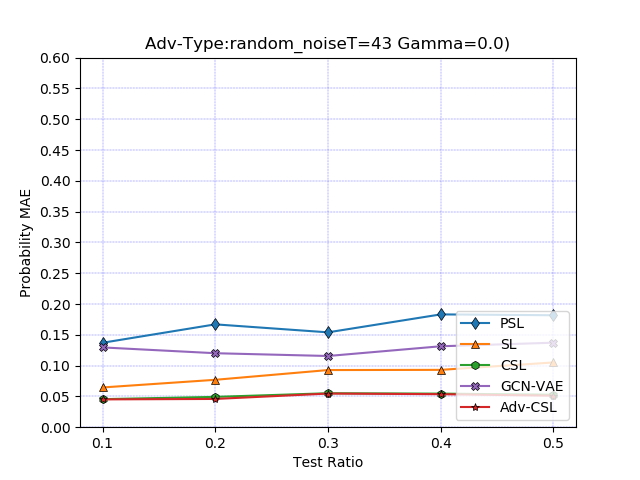 Adv-Type:random_noiseT=43 Gamma=0.0)
0.60
0.55
0.50
0.45
0.40
0.35
0.30
0.25
0.20
0.15
0.10
0.05
0.00
Probability MAE
PSL
SL
CSL
GCN-VAE
Adv-CSL
0.1 0.2 0.3 0.4 0.5
Test Ratio